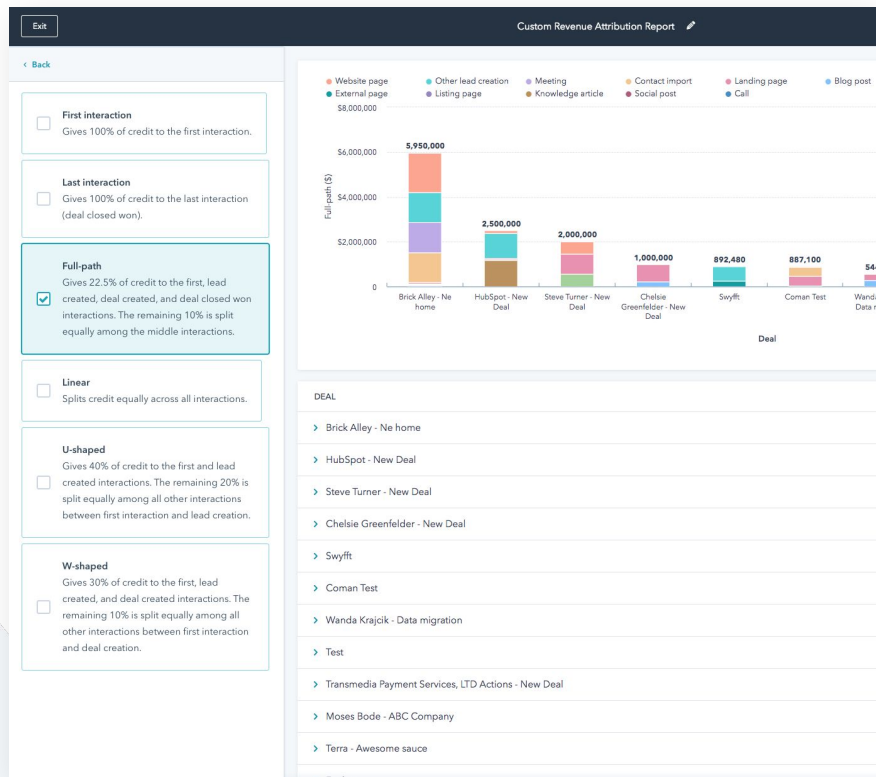 Exit
Custom Revenue Attribution Report
Back
First interaction
Gives 100% of credit to the first interaction.
Last interaction
Gives 100% of credit to the last interaction
(deal closed won).
Full-path
Gives 22.5% of credit to the first, lead
created, deal created, and deal closed won
interactions. The remaining 10% is split
equally among the middle interactions.
Linear
Splits credit equally across all interactions.
U-shaped
Gives 40% of credit to the first and lead
created interactions. The remaining 20% is
split equally among all other interactions
between first interaction and lead creation.
W-shaped
Gives 30% of credit to the first, lead
created, and deal created interactions. The
remaining 10% is split equally among all
other interactions between first interaction
and deal creation.
Website page Other lead creation Meeting Contact import Landing page Blog post
External page Listing page Knowledge article Social post Call
Full-path ($)
$8,000,000
$6,000,000
$4,000,000
$2,000,000
0
5,950,000
2,500,000
2,000,000
1,000,000
892,480
887,100
544
Brick Alley - Ne
home
HubSpot - New
Deal
Steve Turner - New
Deal
Chelsie
Greenfelder - New
Deal
Swyfft
Coman Test
Wanda
Data
Deal
DEAL
Brick Alley - Ne home
HubSpot - New Deal
Steve Turner - New Deal
Chelsie Greenfelder - New Deal
Swyfft
Coman Test
Wanda Krajcik - Data migration
Test
Transmedia Payment Services, LTD Actions - New Deal
Moses Bode - ABC Company
Terra - Awesome sauce